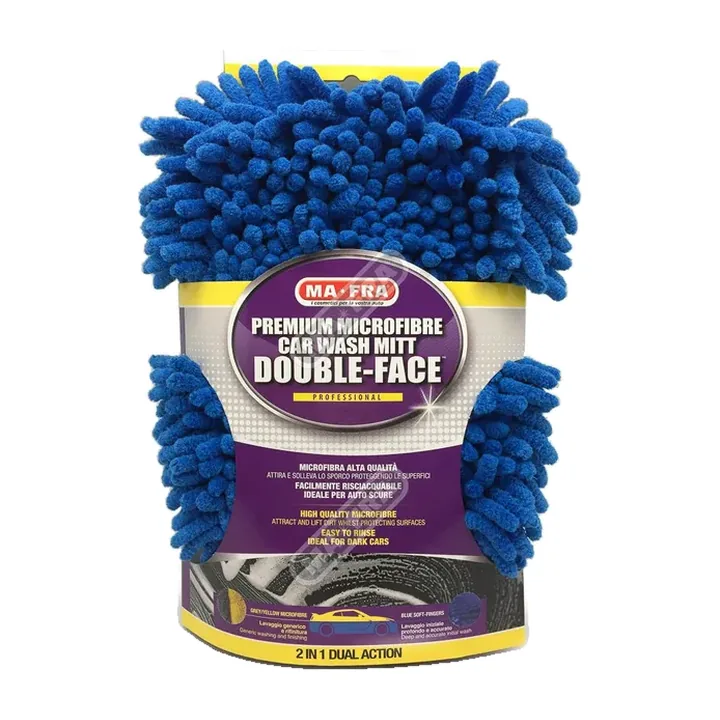 MA·FRA
i cosmetici per la vostra auto
PREMIUM MICROFIBRE
CAR WASH MITT
DOUBLE-FACE™
PROFESSIONAL
MICROFIBRA ALTA QUALITÀ
ATTIRA E SOLLEVA LO SPORCO PROTEGGENDO LE SUPERFICI
FACILMENTE RISCIACQUABILE
IDEALE PER AUTO SCURE
HIGH QUALITY MICROFIBRE
ATTRACT AND LIFT DIRT WHILST PROTECTING SURFACES
EASY TO RINSE
IDEAL FOR DARK CARS
GREY/YELLOW MICROFIBRE
Lavaggio generico
e rifinitura
Generic washing and finishing
BLUE SOFT-FINGERS
Lavaggio iniziale
profondo e accurato
Deep and accurate initial wash
2 IN 1 DUAL ACTION